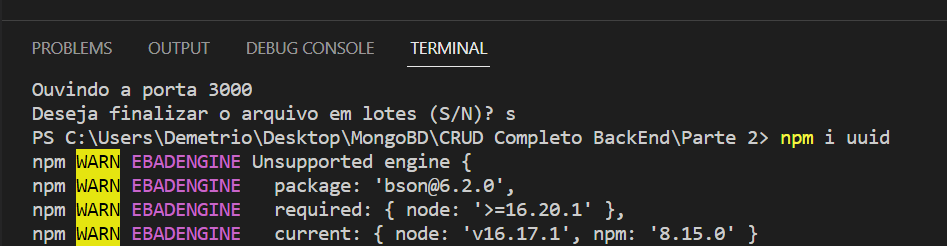 PROBLEMS OUTPUT DEBUG CONSOLE TERMINAL
Ouvindo a porta 3000
Deseja finalizar o arquivo em lotes (S/N)? s
PS C:\Users\Demetrio\Desktop\MongoBD\CRUD Completo BackEnd\Parte 2> npm i uuid
npm WARN EBADENGINE Unsupported engine {
npm WARN EBADENGINE   package: 'bson@6.2.0',
npm WARN EBADENGINE   required: { node: '>=16.20.1' },
npm WARN EBADENGINE   current: { node: 'v16.17.1', npm: '8.15.0' }